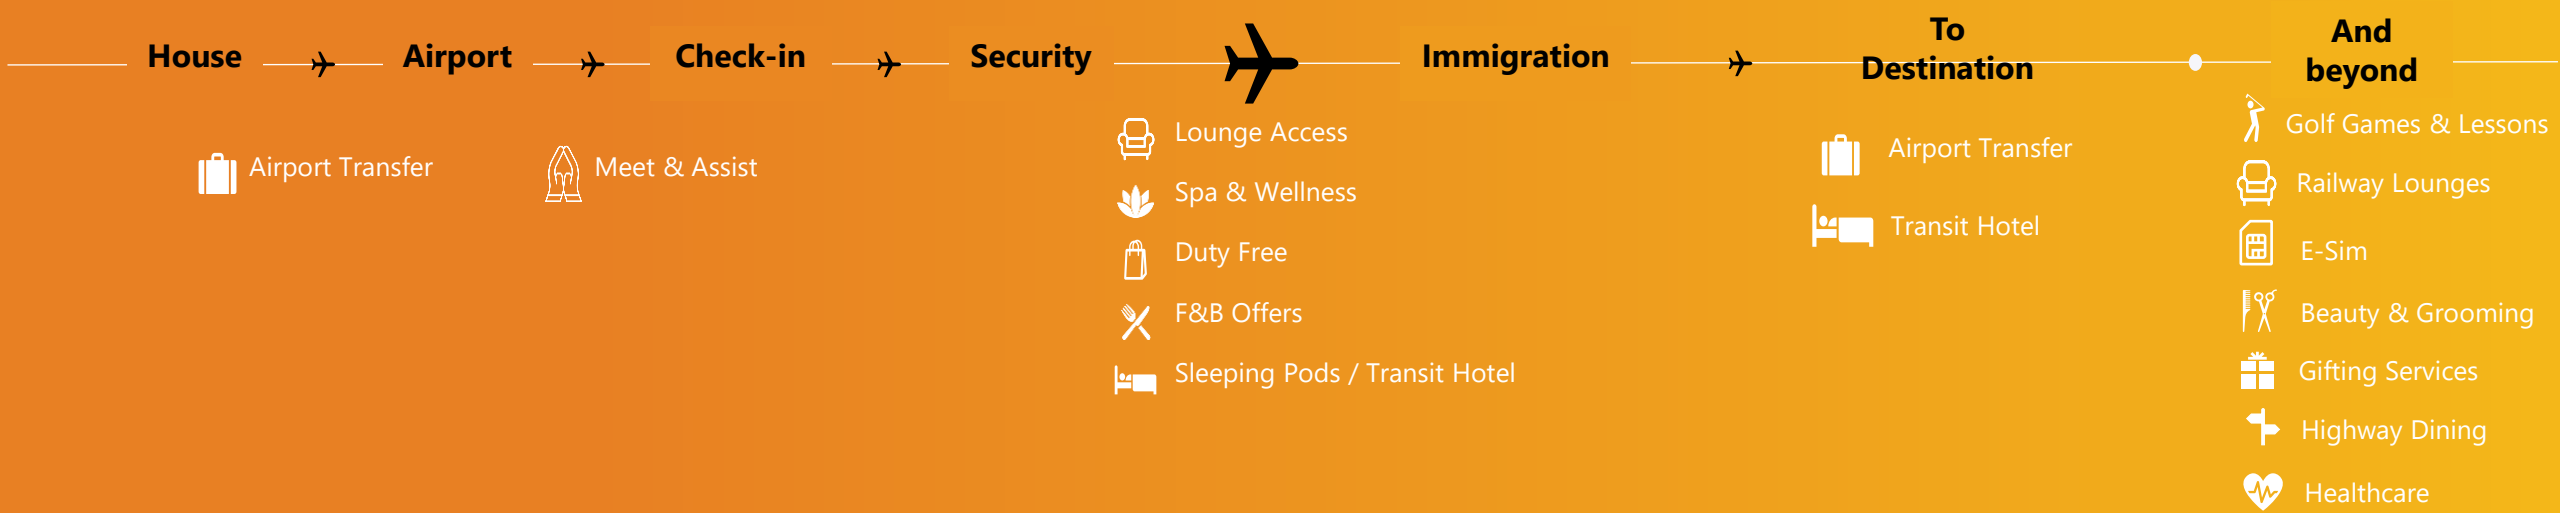 House
Airport
Check-in
Security
Immigration
To
Destination
And
beyond
Airport Transfer
Meet & Assist
Lounge Access
Spa & Wellness
Duty Free
F&B Offers
Sleeping Pods / Transit Hotel
Airport Transfer
Transit Hotel
Golf Games & Lessons
Railway Lounges
E-Sim
Beauty & Grooming
Gifting Services
Highway Dining
Healthcare